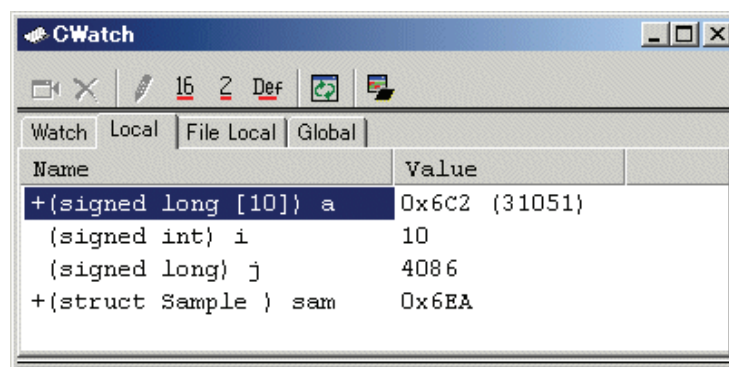 CWatch
16 2 Def
Watch Local File Local Global
Name Value
+(signed long [10]) a 0x6C2 (31051)
(signed int) i 10
(signed long) j 4086
+(struct Sample ) sam 0x6EA